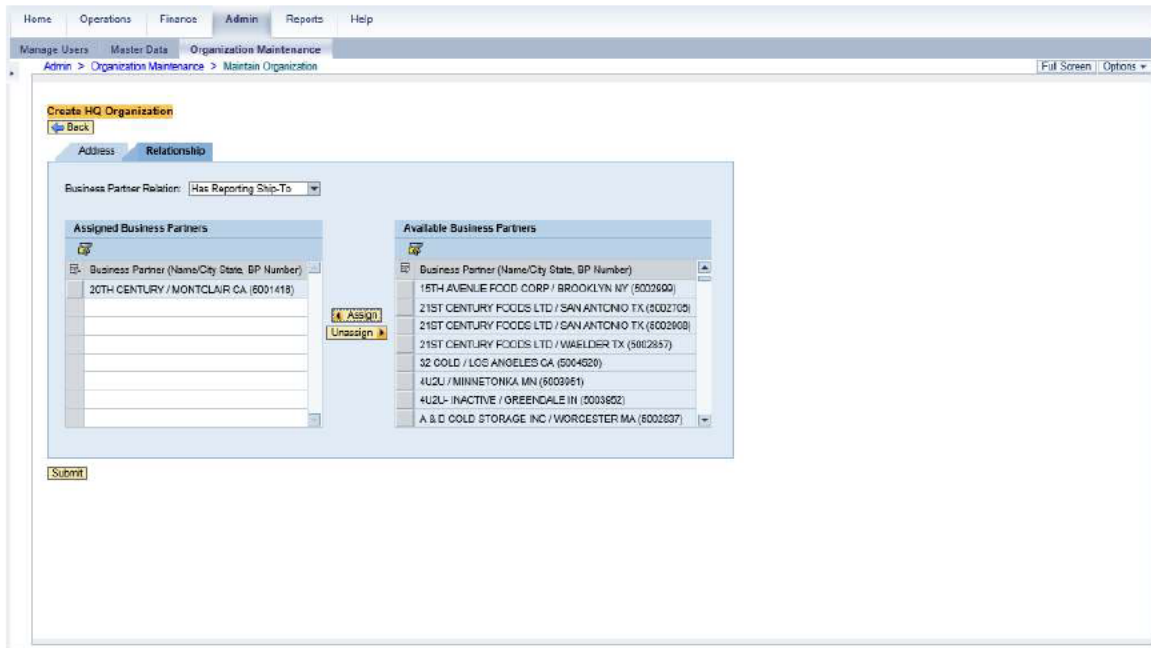 Home Operations Finance Admin Reports Help
Manage Users Master Data Organization Maintenance
Admin > Organization Maintenance > Maintain Organization
Full Screen Options
Create HQ Organization
Back
Address Relationship
Business Partner Relation: Has Reporting Ship-To
Assigned Business Partners
Business Partner (Name/City State, BP Number)
20TH CENTURY / MONTCLAIR CA (5001418)
Assign
Unassign
Available Business Partners
Business Partner (Name/City State, BP Number)
15TH AVENUE FOOD CORP / BROOKLYN NY (5002999)
21ST CENTURY FOODS LTD / SAN ANTONIO TX (5002705)
21ST CENTURY FOODS LTD / SAN ANTONIO TX (5002908)
21ST CENTURY FOODS LTD / WAELDER TX (5002857)
32 COLD / LOS ANGELES CA (5004520)
4U2U / MINNETONKA MN (5003951)
4U2U- INACTIVE / GREENDALE IN (5003952)
A & D COLD STORAGE INC / WORCESTER MA (5002837)
Submit